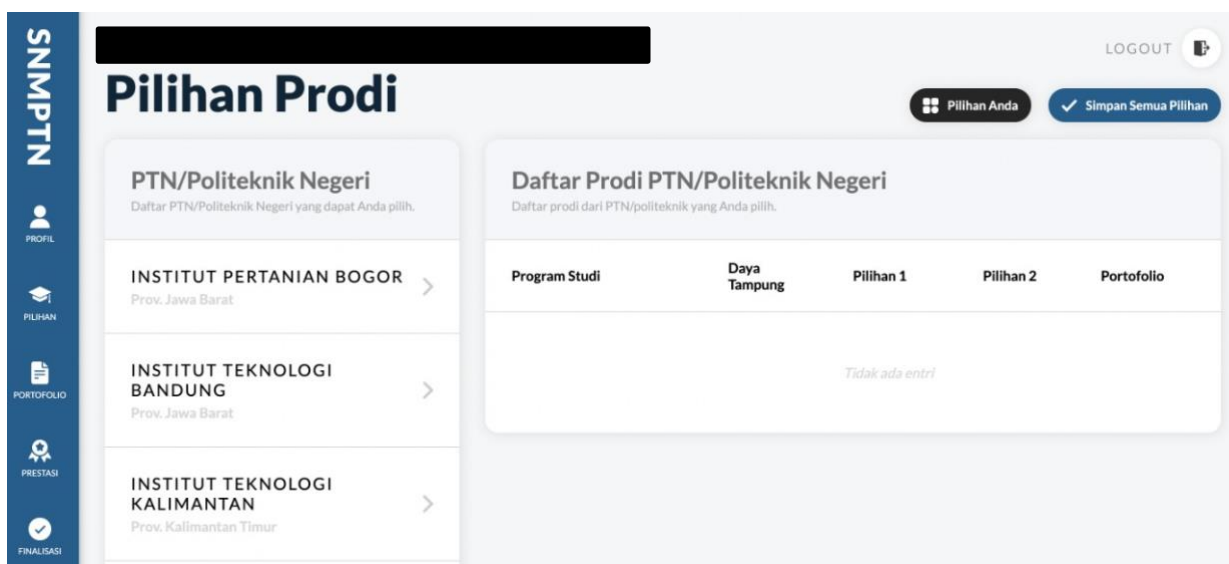 SNMPTN
PROFIL
PILIHAN
PORTOFOLIO
PRESTASI
FINALISASI
LOGOUT
Pilihan Prodi
Pilihan Anda
Simpan Semua Pilihan
PTN/Politeknik Negeri
Daftar PTN/Politeknik Negeri yang dapat Anda pilih.
INSTITUT PERTANIAN BOGOR
Prov. Jawa Barat
INSTITUT TEKNOLOGI
BANDUNG
Prov. Jawa Barat
INSTITUT TEKNOLOGI
KALIMANTAN
Prov. Kalimantan Timur
Daftar Prodi PTN/Politeknik Negeri
Daftar prodi dari PTN/politeknik yang Anda pilih.
Program Studi
Daya
Tampung
Pilihan 1
Pilihan 2
Portofolio
Tidak ada entri